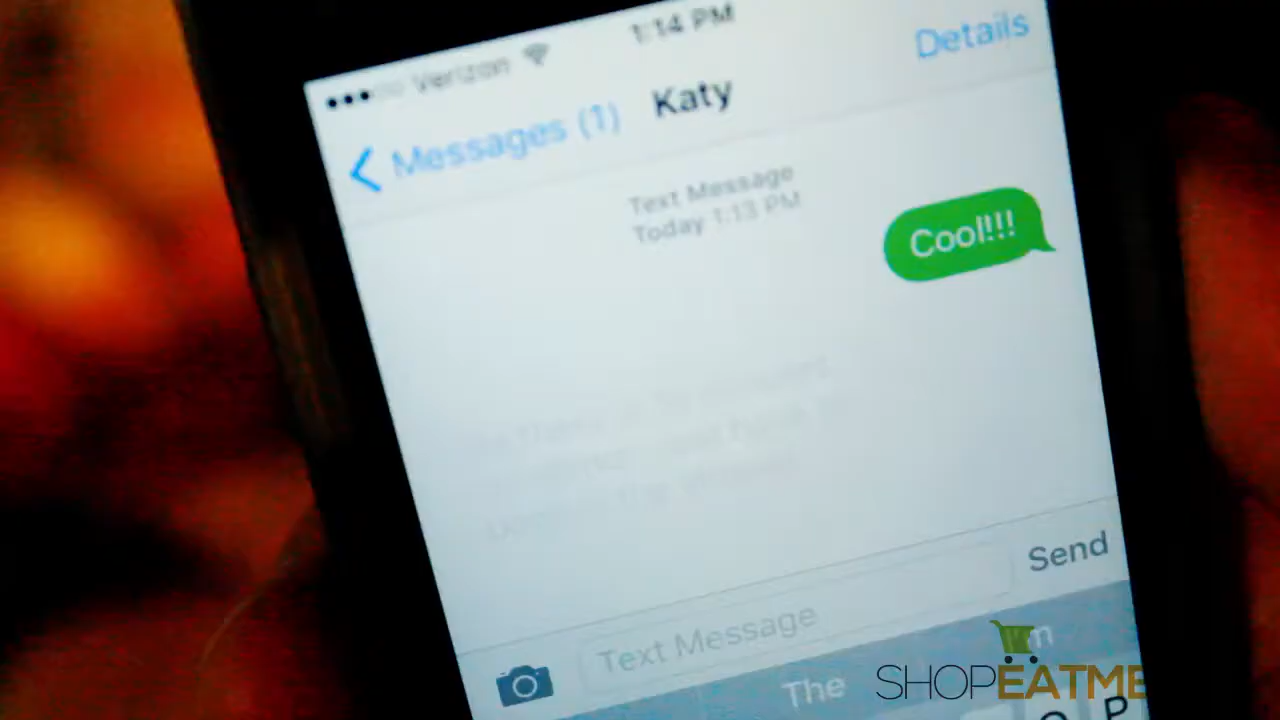 Verizon 1:14 PM
Messages (1) Katy Details
Text Message
Today 1:13 PM
Cool!!!
Send
Text Message
The
SHOPEATME
O P